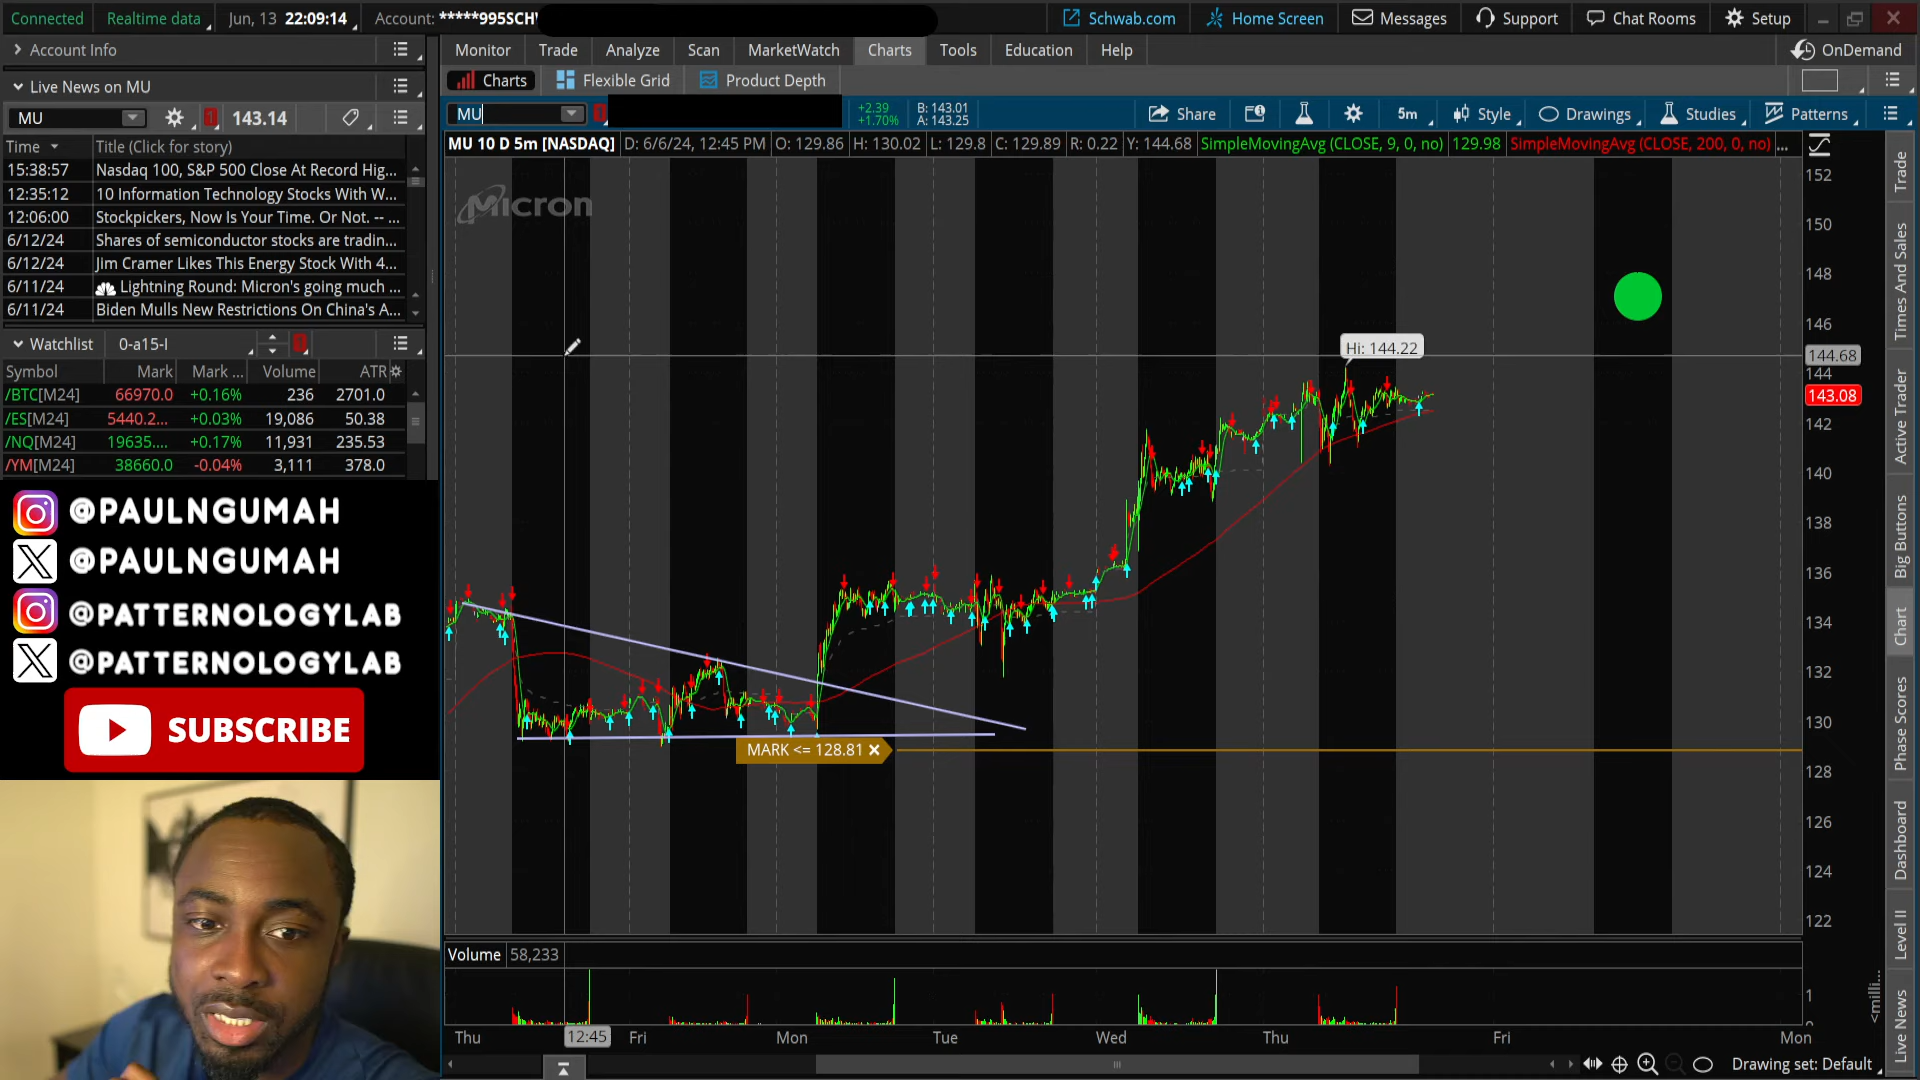 Connected Realtime data Jun, 13 22:09:14 Account: *****995SCH Schwab.com Home Screen Messages Support Chat Rooms Setup
Account Info Monitor Trade Analyze Scan MarketWatch Charts Tools Education Help OnDemand
Charts Flexible Grid Product Depth
Live News on MU
MU 143.14
MU +2.39 +1.70% B: 143.01 A: 143.25 Share 5m Style Drawings Studies Patterns
MU 10 D 5m [NASDAQ] D: 6/6/24, 12:45 PM O: 129.86 H: 130.02 L: 129.8 C: 129.89 R: 0.22 Y: 144.68 SimpleMovingAvg (CLOSE, 9, 0, no) 129.98 SimpleMovingAvg (CLOSE, 200, 0, no) ...
Time Title (Click for story)
15:38:57 Nasdaq 100, S&P 500 Close At Record Hig...
12:35:12 10 Information Technology Stocks With W...
12:06:00 Stockpickers, Now Is Your Time. Or Not. -- ...
6/12/24 Shares of semiconductor stocks are tradin...
6/12/24 Jim Cramer Likes This Energy Stock With 4...
6/11/24 Lightning Round: Micron's going much ...
6/11/24 Biden Mulls New Restrictions On China's A...
Watchlist 0-a15-I
Symbol Mark Mark ... Volume ATR
/BTC[M24] 66970.0 +0.16% 236 2701.0
/ES[M24] 5440.2... +0.03% 19,086 50.38
/NQ[M24] 19635.... +0.17% 11,931 235.53
/YM[M24] 38660.0 -0.04% 3,111 378.0
@PAULNGUMAH
@PAULNGUMAH
@PATTERNOLOGYLAB
@PATTERNOLOGYLAB
SUBSCRIBE
Micron
Hi: 144.22
MARK <= 128.81
152
150
148
146
144.68
144
143.08
142
140
138
136
134
132
130
128
126
124
122
Volume 58,233
1
0
<milli...
Thu 12:45 Fri Mon Tue Wed Thu Fri Mon
Drawing set: Default
Trade
Times And Sales
Active Trader
Big Buttons
Chart
Phase Scores
Dashboard
Level II
Live News